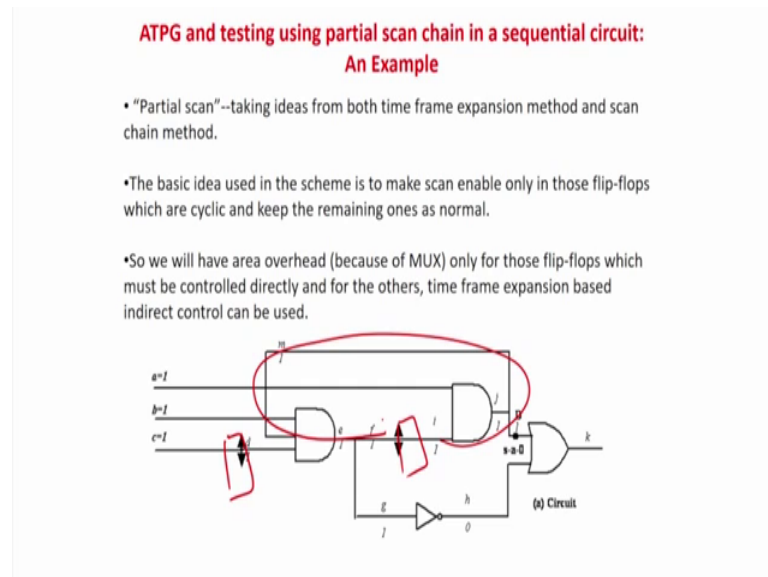 ATPG and testing using partial scan chain in a sequential circuit:
An Example
• “Partial scan”--taking ideas from both time frame expansion method and scan
chain method.
•The basic idea used in the scheme is to make scan enable only in those flip-flops
which are cyclic and keep the remaining ones as normal.
•So we will have area overhead (because of MUX) only for those flip-flops which
must be controlled directly and for the others, time frame expansion based
indirect control can be used.
m
1
a=1
b=1
c=1
e
f
i
1
j
1
s-a-0
k
g
1
h
0
(a) Circuit